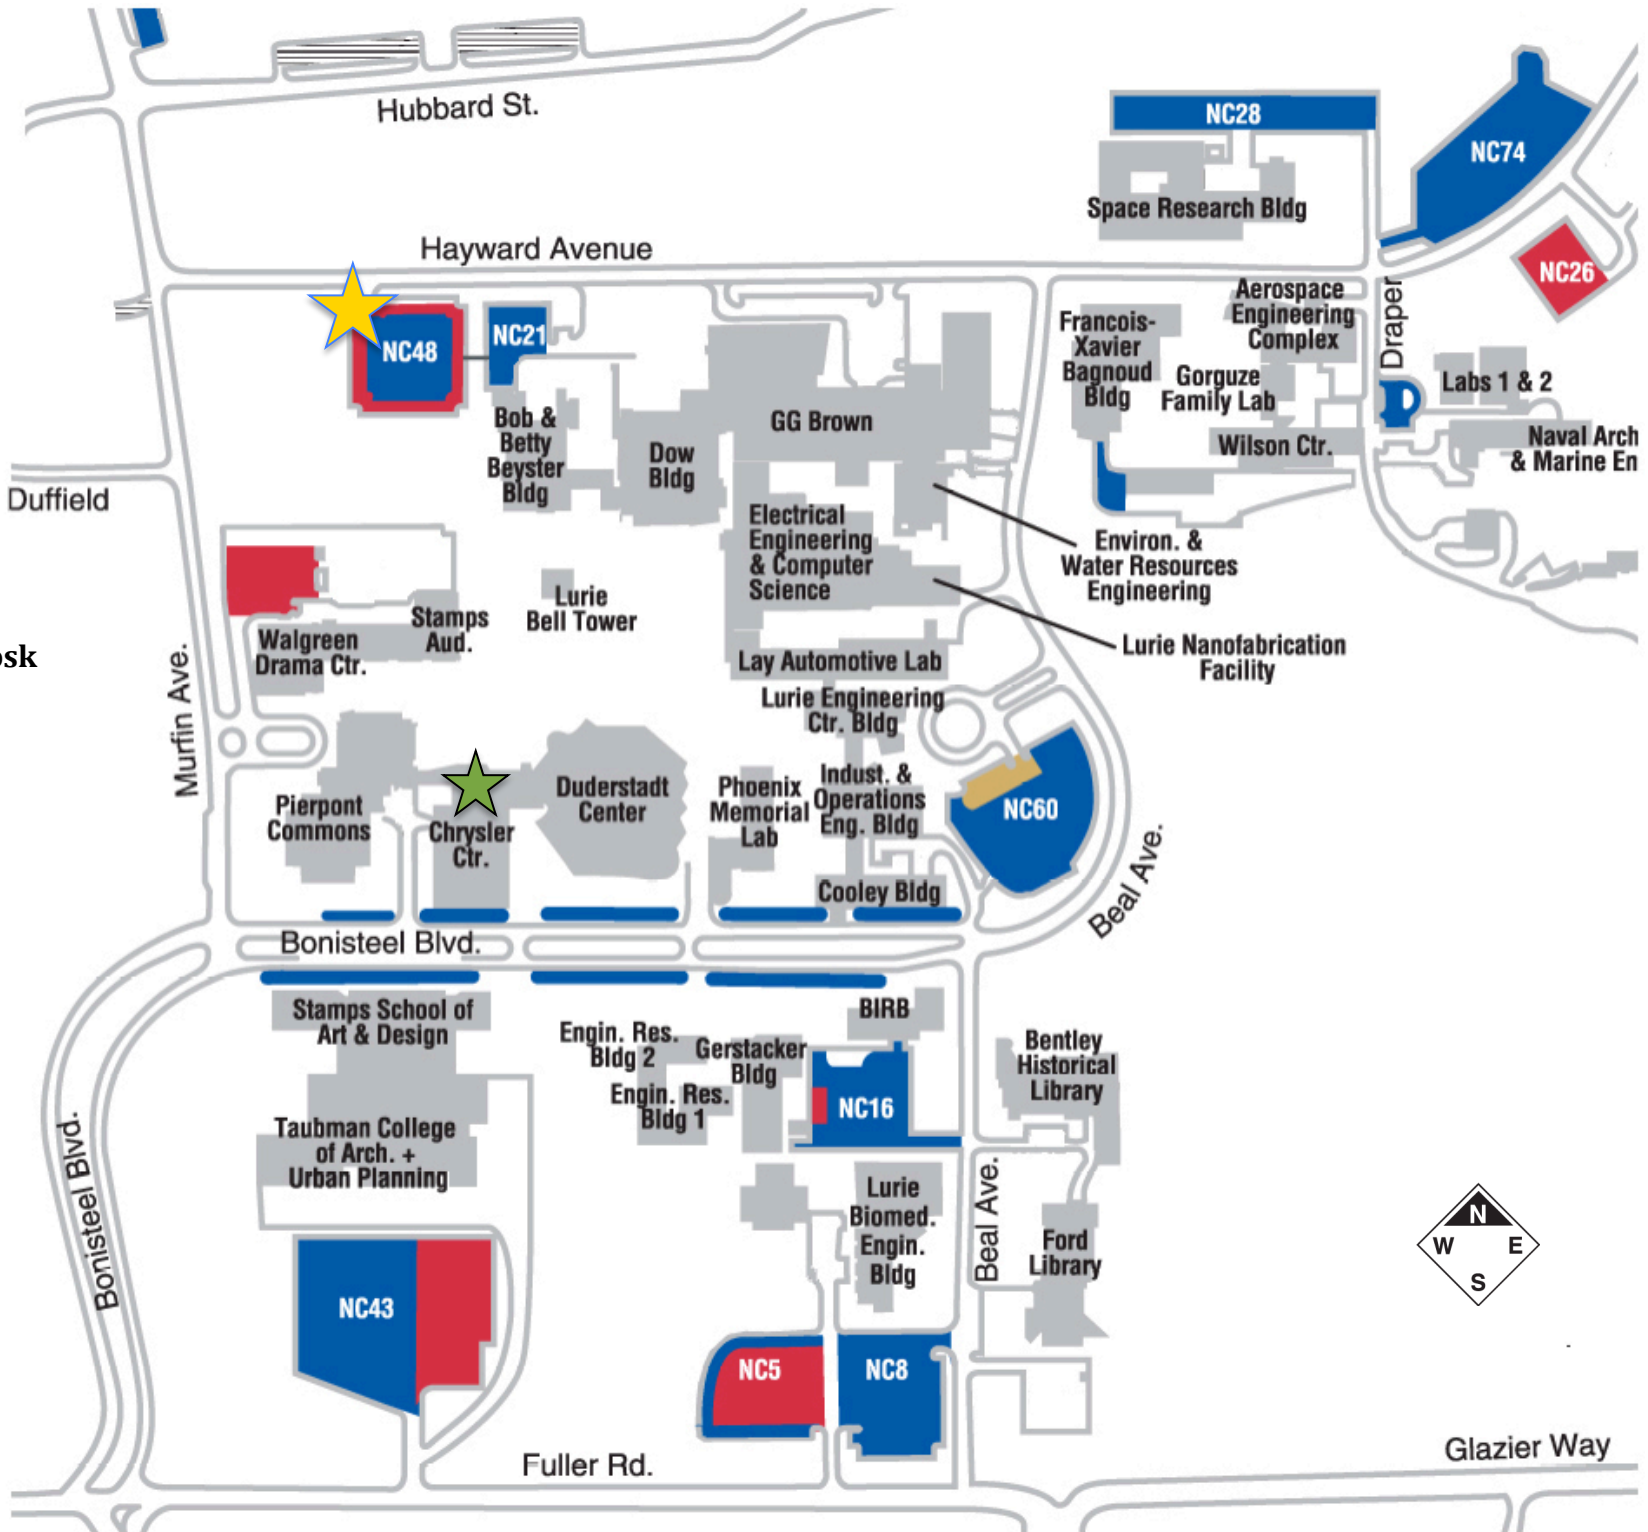 Hubbard St.
NC28
NC74
Space Research Bldg
Hayward Avenue
NC26
NC48
NC21
Francois-
Xavier
Bagnoud
Bldg
Aerospace
Engineering
Complex
Gorguze
Family Lab
Draper
Labs 1 & 2
Wilson Ctr.
Naval Arch
& Marine En
Bob &
Betty
Beyster
Bldg
Dow
Bldg
GG Brown
Duffield
Electrical
Engineering
& Computer
Science
Environ. &
Water Resources
Engineering
Lurie
Bell Tower
Stamps
Aud.
Walgreen
Drama Ctr.
osk
Murfin Ave.
Lay Automotive Lab
Lurie Nanofabrication
Facility
Lurie Engineering
Ctr. Bldg
Pierpont
Commons
Chrysler
Ctr.
Duderstadt
Center
Phoenix
Memorial
Lab
Indust. &
Operations
Eng. Bldg
NC60
Cooley Bldg
Beal Ave.
Bonisteel Blvd.
Stamps School of
Art & Design
BIRB
Engin. Res.
Bldg 2
Gerstacker
Bldg
Engin. Res.
Bldg 1
NC16
Bentley
Historical
Library
Bonisteel Blvd.
Taubman College
of Arch. +
Urban Planning
Lurie
Biomed.
Engin.
Bldg
Beal Ave.
Ford
Library
N
W E
S
NC43
NC5
NC8
Fuller Rd.
Glazier Way